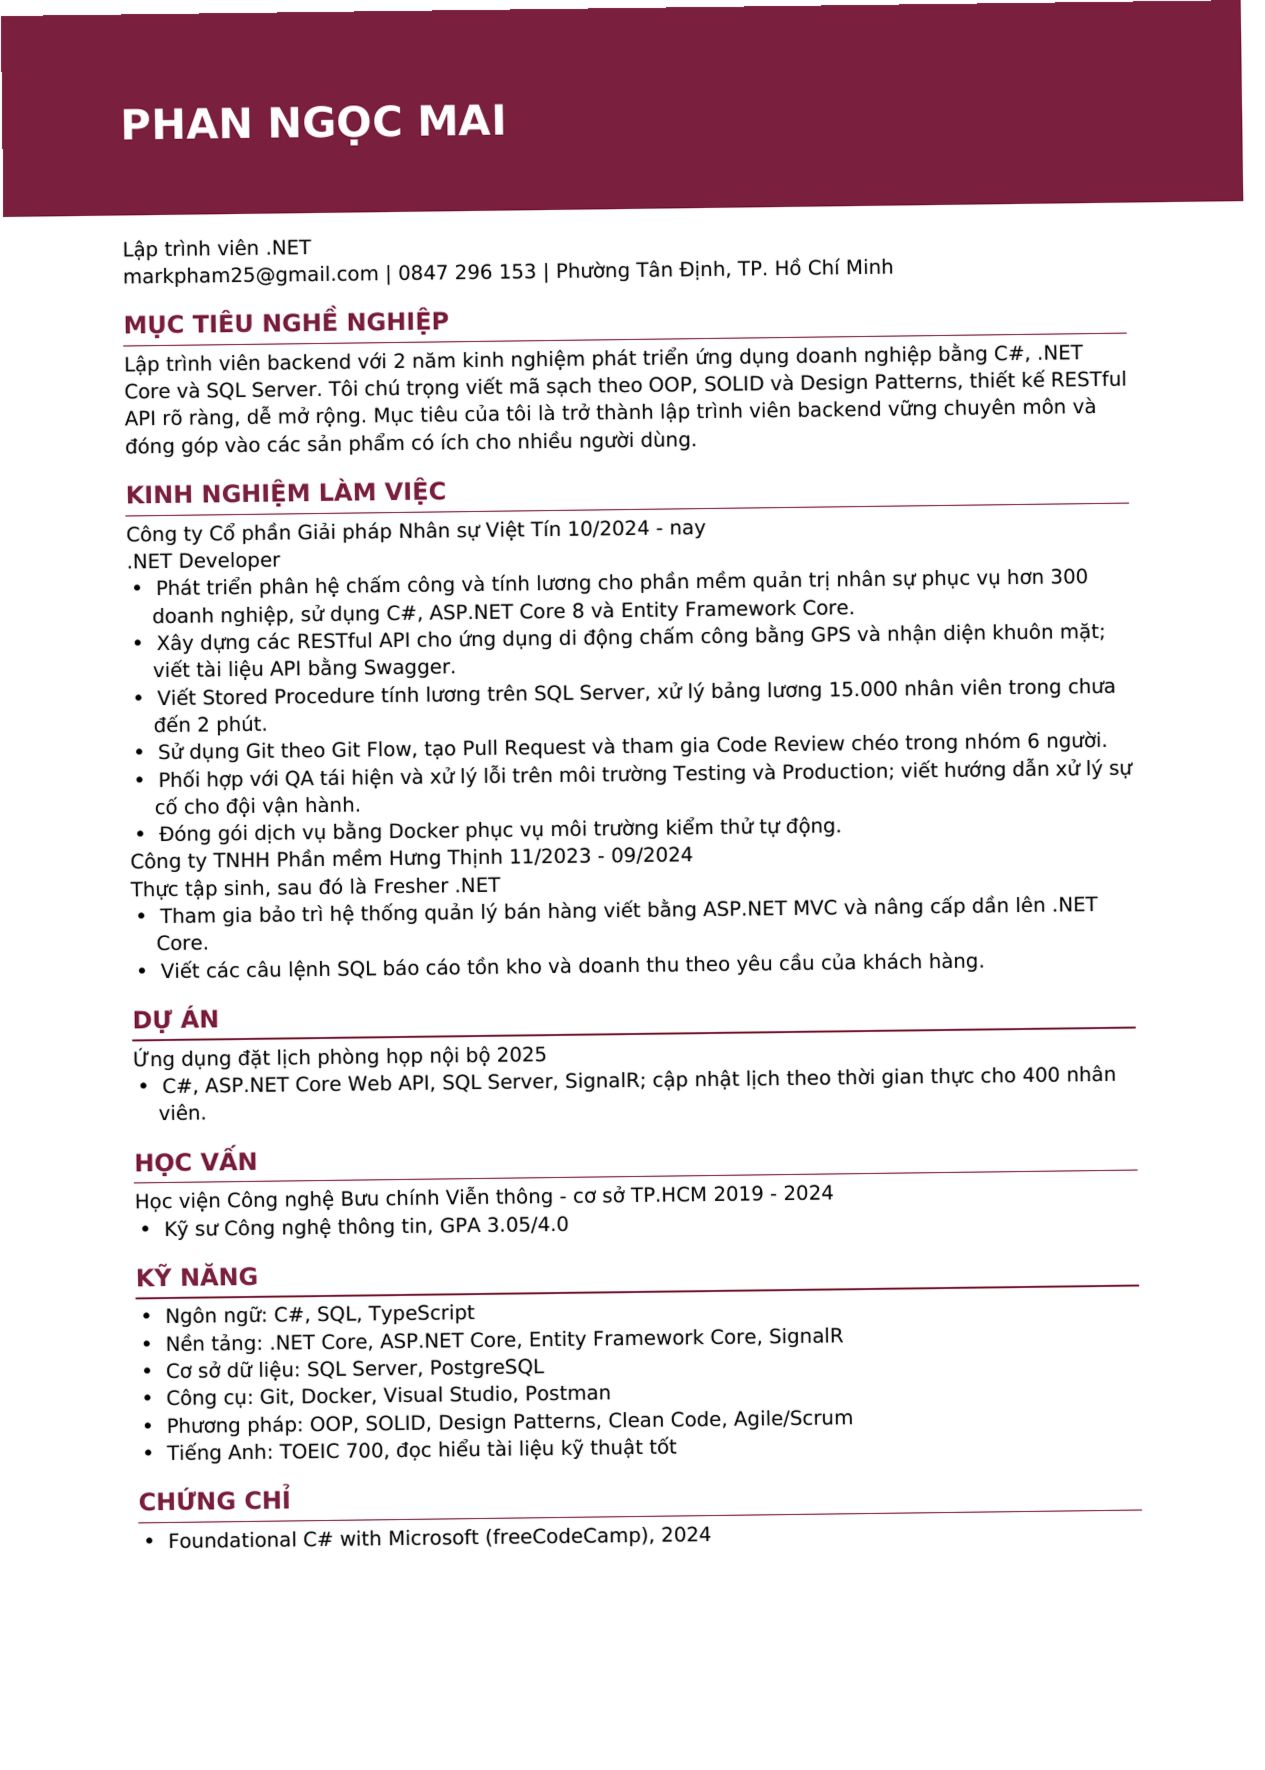 PHAN NGỌC MAI
Lập trình viên .NET
markpham25@gmail.com | 0847 296 153 | Phường Tân Định, TP. Hồ Chí Minh
MỤC TIÊU NGHỀ NGHIỆP
Lập trình viên backend với 2 năm kinh nghiệm phát triển ứng dụng doanh nghiệp bằng C#, .NET
Core và SQL Server. Tôi chú trọng viết mã sạch theo OOP, SOLID và Design Patterns, thiết kế RESTful
API rõ ràng, dễ mở rộng. Mục tiêu của tôi là trở thành lập trình viên backend vững chuyên môn và
đóng góp vào các sản phẩm có ích cho nhiều người dùng.
KINH NGHIỆM LÀM VIỆC
Công ty Cổ phần Giải pháp Nhân sự Việt Tín 10/2024 - nay
.NET Developer
• Phát triển phân hệ chấm công và tính lương cho phần mềm quản trị nhân sự phục vụ hơn 300
doanh nghiệp, sử dụng C#, ASP.NET Core 8 và Entity Framework Core.
• Xây dựng các RESTful API cho ứng dụng di động chấm công bằng GPS và nhận diện khuôn mặt;
viết tài liệu API bằng Swagger.
• Viết Stored Procedure tính lương trên SQL Server, xử lý bảng lương 15.000 nhân viên trong chưa
đến 2 phút.
• Sử dụng Git theo Git Flow, tạo Pull Request và tham gia Code Review chéo trong nhóm 6 người.
• Phối hợp với QA tái hiện và xử lý lỗi trên môi trường Testing và Production; viết hướng dẫn xử lý sự
cố cho đội vận hành.
• Đóng gói dịch vụ bằng Docker phục vụ môi trường kiểm thử tự động.
Công ty TNHH Phần mềm Hưng Thịnh 11/2023 - 09/2024
Thực tập sinh, sau đó là Fresher .NET
• Tham gia bảo trì hệ thống quản lý bán hàng viết bằng ASP.NET MVC và nâng cấp dần lên .NET
Core.
• Viết các câu lệnh SQL báo cáo tồn kho và doanh thu theo yêu cầu của khách hàng.
DỰ ÁN
Ứng dụng đặt lịch phòng họp nội bộ 2025
• C#, ASP.NET Core Web API, SQL Server, SignalR; cập nhật lịch theo thời gian thực cho 400 nhân
viên.
HỌC VẤN
Học viện Công nghệ Bưu chính Viễn thông - cơ sở TP.HCM 2019 - 2024
• Kỹ sư Công nghệ thông tin, GPA 3.05/4.0
KỸ NĂNG
• Ngôn ngữ: C#, SQL, TypeScript
• Nền tảng: .NET Core, ASP.NET Core, Entity Framework Core, SignalR
• Cơ sở dữ liệu: SQL Server, PostgreSQL
• Công cụ: Git, Docker, Visual Studio, Postman
• Phương pháp: OOP, SOLID, Design Patterns, Clean Code, Agile/Scrum
• Tiếng Anh: TOEIC 700, đọc hiểu tài liệu kỹ thuật tốt
CHỨNG CHỈ
• Foundational C# with Microsoft (freeCodeCamp), 2024